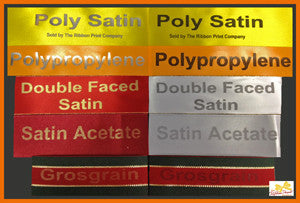 Poly Satin Poly Satin
Sold by The Ribbon Print Company Sold by The Ribbon Print Company
Polypropylene Polypropylene
Double Faced Double Faced
Satin Satin
Satin Acetate Satin Acetate
Grosgrain Grosgrain